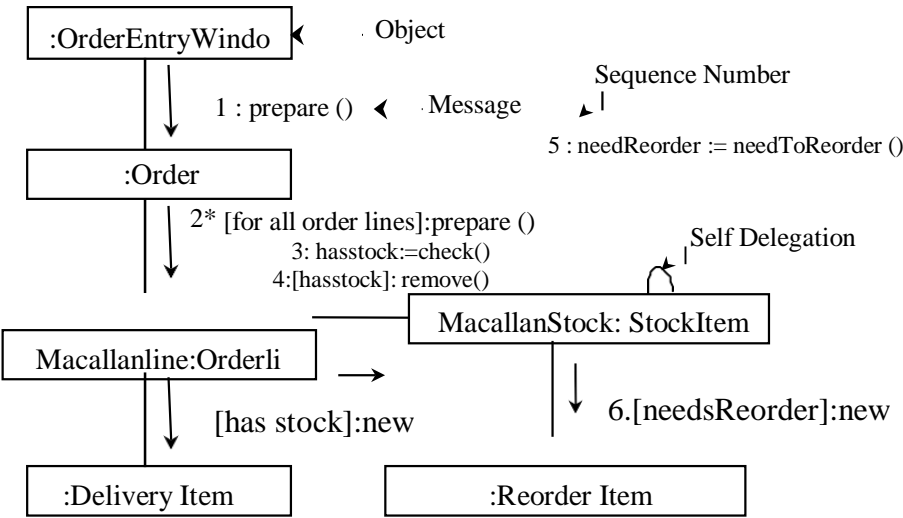 :OrderEntryWindo
Object
Sequence Number
1 : prepare ()
Message
5 : needReorder := needToReorder ()
:Order
2* [for all order lines]:prepare ()
Self Delegation
3: hasstock:=check()
4:[hasstock]: remove()
MacallanStock: StockItem
Macallanline:Orderli
[has stock]:new
6.[needsReorder]:new
:Delivery Item
:Reorder Item